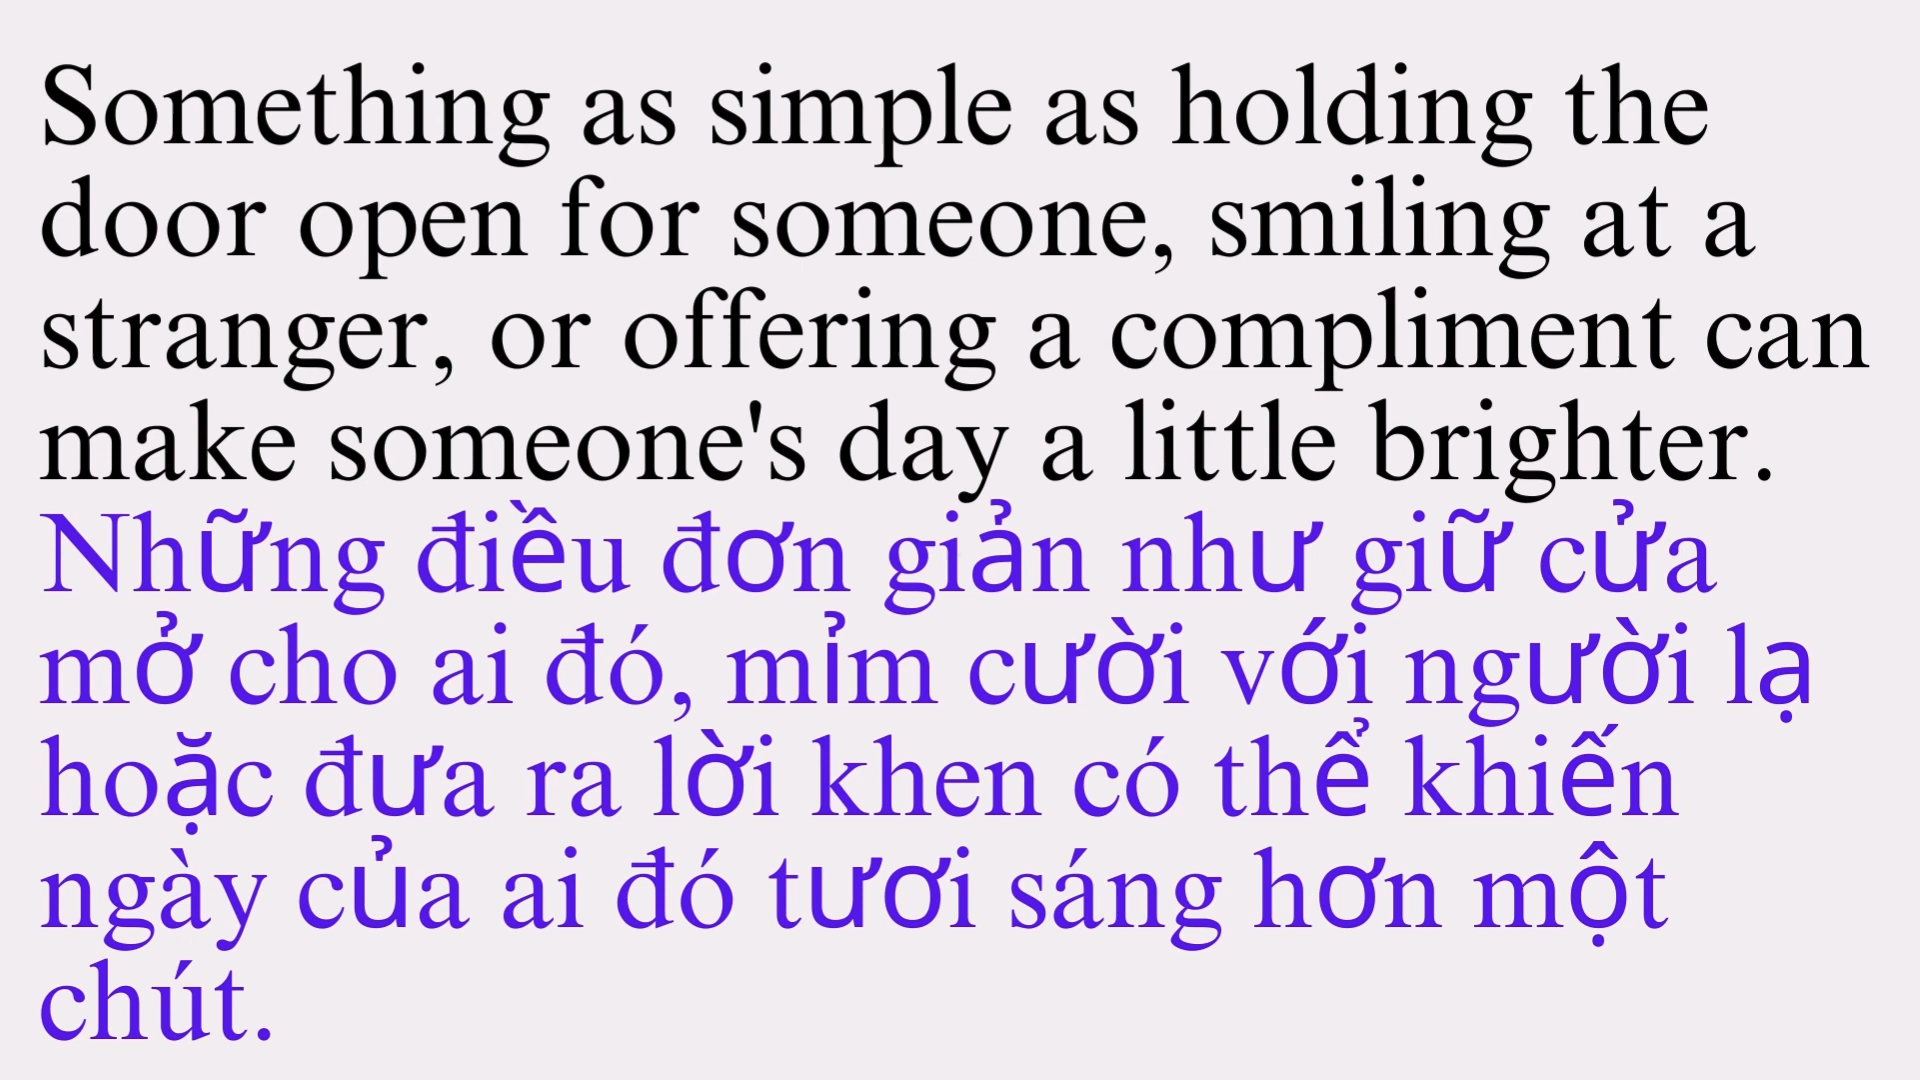 Something as simple as holding the
door open for someone, smiling at a
stranger, or offering a compliment can
make someone's day a little brighter.
Những điều đơn giản như giữ cửa
mở cho ai đó, mỉm cười với người lạ
hoặc đưa ra lời khen có thể khiến
ngày của ai đó tươi sáng hơn một
chút.